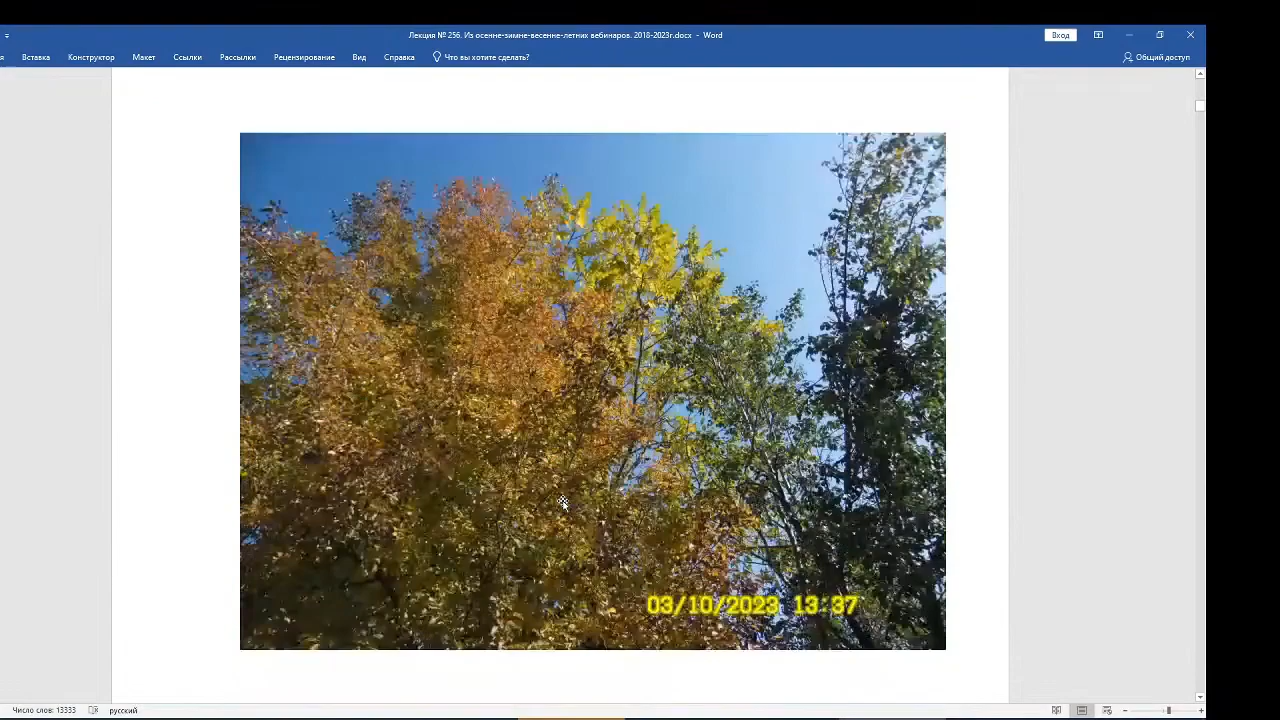 Лекция № 256. Из осенне-зимне-весенне-летних вебинаров. 2018-2023г.docx - Word
Вход
Вставка Конструктор Макет Ссылки Рассылки Рецензирование Вид Справка Что вы хотите сделать? Общий доступ
03/10/2023 13:37
Число слов: 13333 русский